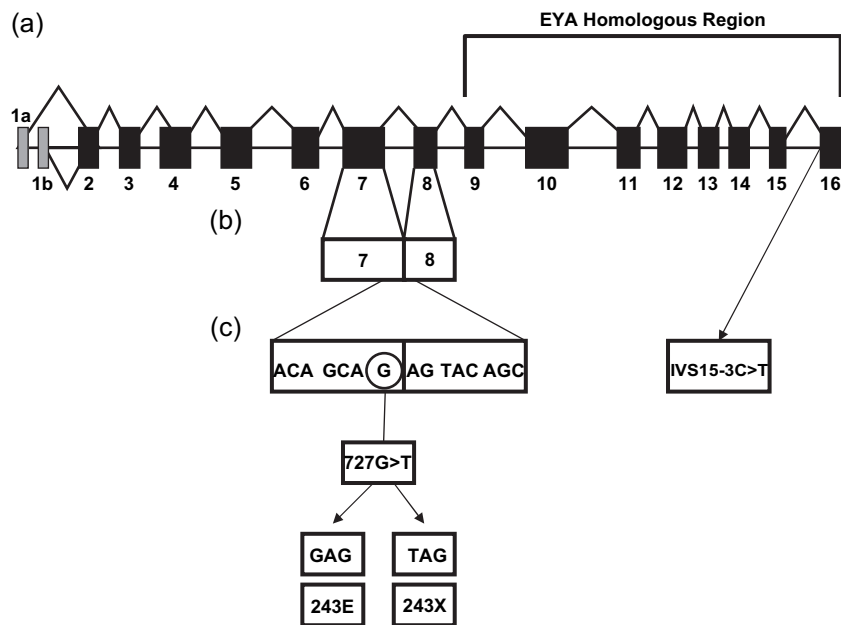 (a)
EYA Homologous Region
1a
1b 2 3 4 5 6 7 8 9 10 11 12 13 14 15 16
(b)
7 8
(c)
ACA GCA G AG TAC AGC
IVS15-3C>T
727G>T
GAG TAG
243E 243X